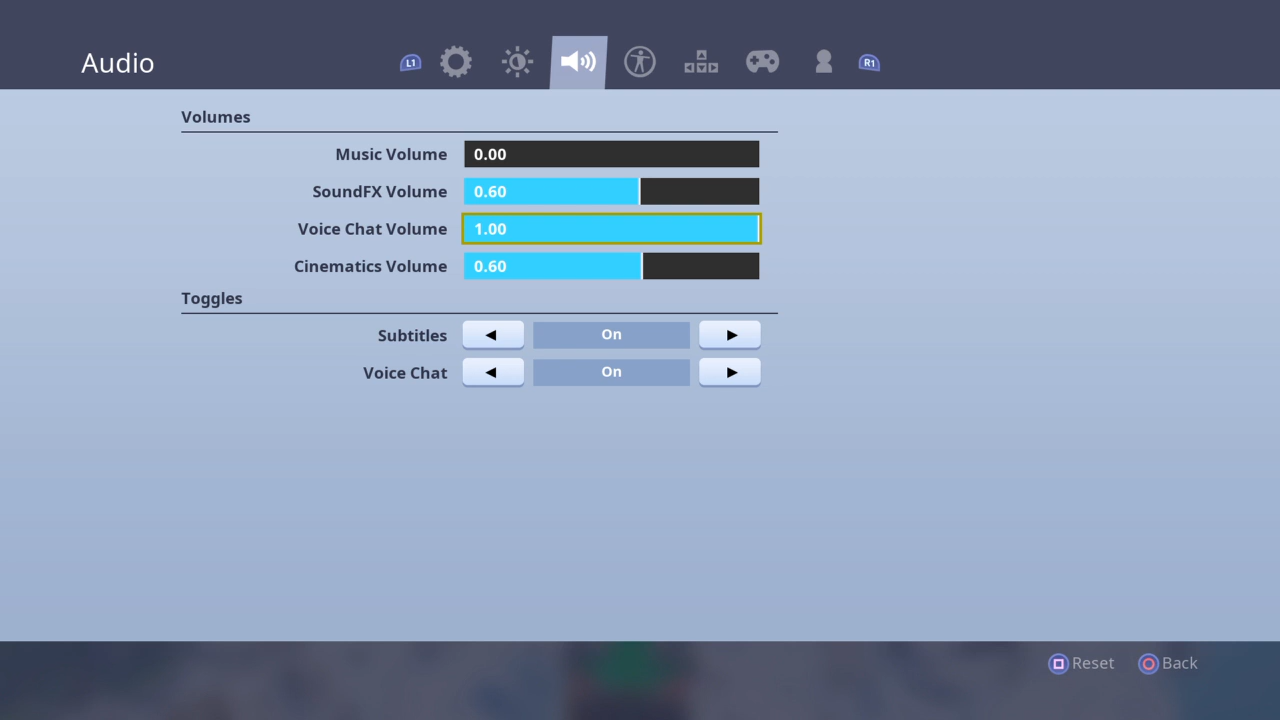 Audio
L1
R1
Volumes
Music Volume 0.00
SoundFX Volume 0.60
Voice Chat Volume 1.00
Cinematics Volume 0.60
Toggles
Subtitles On
Voice Chat On
Reset Back